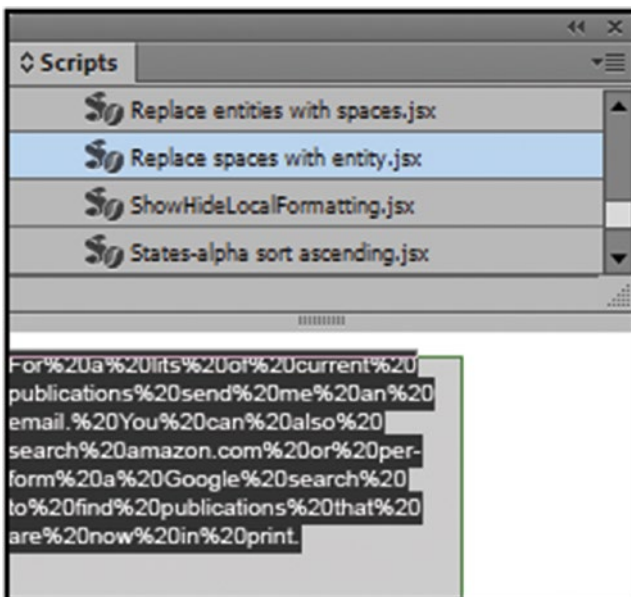 Scripts
Replace entities with spaces.jsx
Replace spaces with entity.jsx
ShowHideLocalFormatting.jsx
States-alpha sort ascending.jsx
For%20a%20lits%20of%20current%20
publications%20send%20me%20an%20
email.%20You%20can%20also%20
search%20amazon.com%20or%20per-
form%20a%20Google%20search%20
to%20find%20publications%20that%20
are%20now%20in%20print.